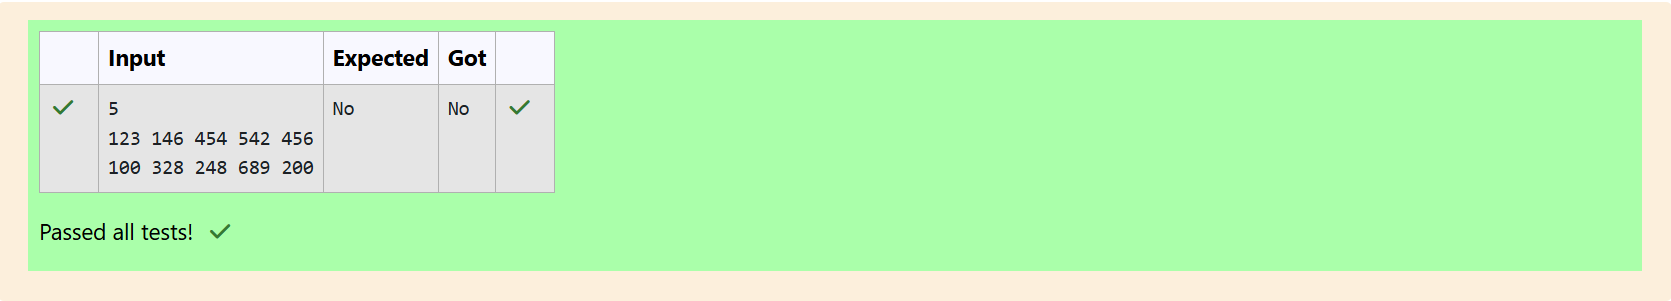 Input Expected Got
5 No No
123 146 454 542 456
100 328 248 689 200
Passed all tests!